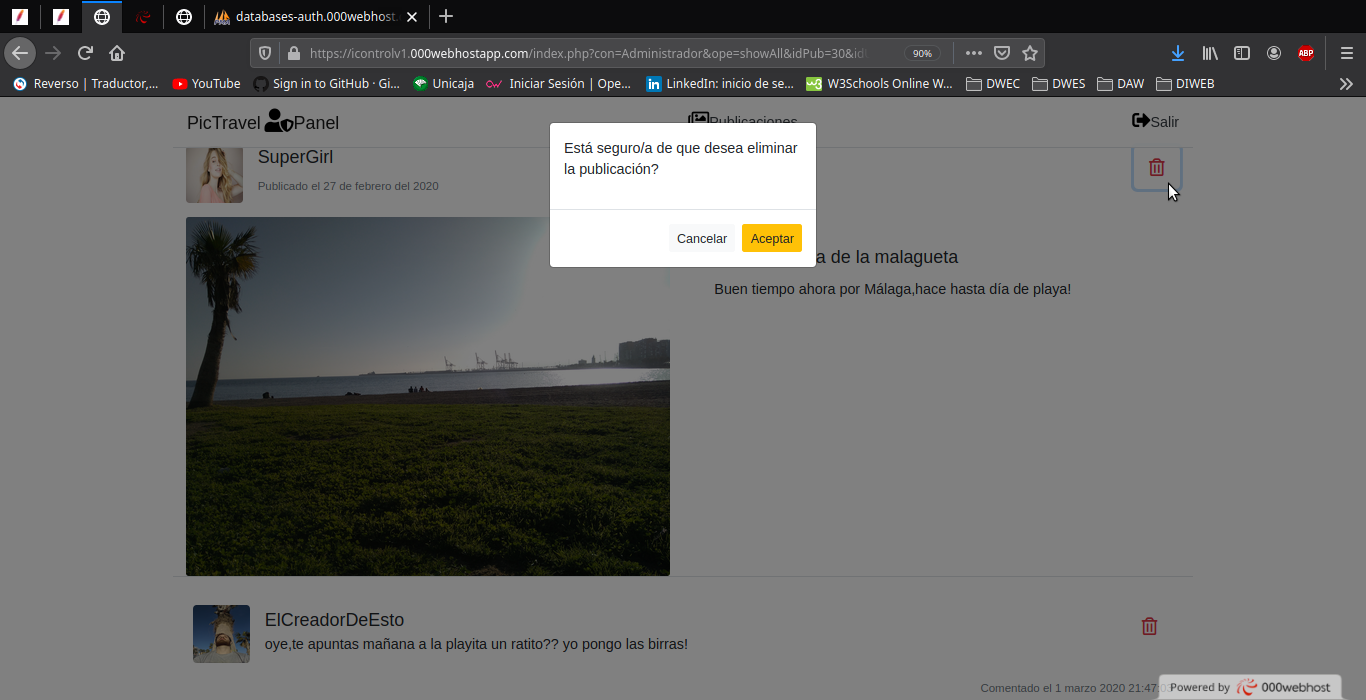 databases-auth.000webhost.
https://icontrolv1.000webhostapp.com/index.php?con=Administrador&ope=showAll&idPub=30&id
90%
ABP
Reverso | Traductor,...
YouTube
Sign in to GitHub · Gi...
Unicaja
Iniciar Sesión | Ope...
LinkedIn: inicio de se...
W3Schools Online W...
DWEC
DWES
DAW
DIWEB
PicTravel
Panel
Publicaciones
Salir
Está seguro/a de que desea eliminar
la publicación?
Cancelar
Aceptar
SuperGirl
Publicado el 27 de febrero del 2020
a de la malagueta
Buen tiempo ahora por Málaga,hace hasta día de playa!
ElCreadorDeEsto
oye,te apuntas mañana a la playita un ratito?? yo pongo las birras!
Comentado el 1 marzo 2020 21:47:
Powered by 000webhost